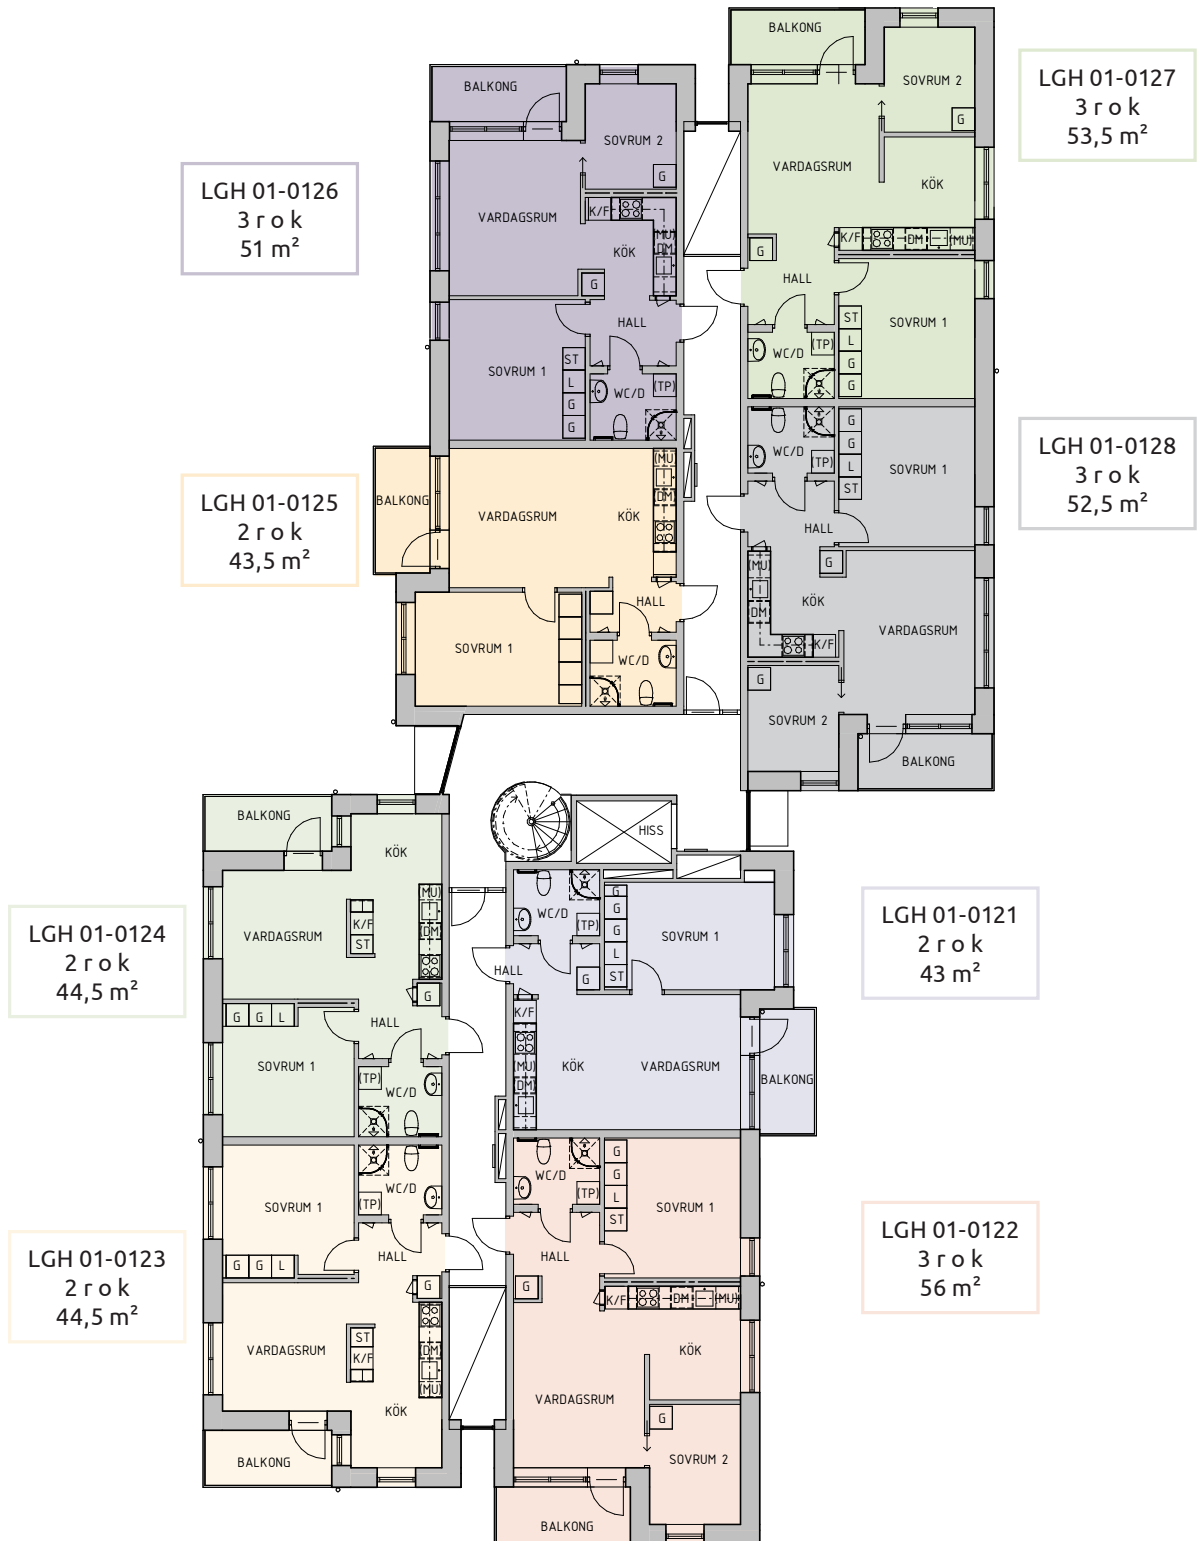 BALKONG
SOVRUM 2
G
VARDAGSRUM
KÖK
K/F
DM
(MU)
G
HALL
SOVRUM 1
ST
L
G
G
WC/D
(TP)
LGH 01-0127
3 r o k
53,5 m²
BALKONG
SOVRUM 2
G
VARDAGSRUM
K/F
(MU)
DM
KÖK
G
HALL
SOVRUM 1
ST
L
G
G
WC/D
(TP)
LGH 01-0126
3 r o k
51 m²
G
G
L
ST
SOVRUM 1
WC/D
(TP)
HALL
G
(MU)
DM
KÖK
K/F
VARDAGSRUM
G
SOVRUM 2
BALKONG
LGH 01-0128
3 r o k
52,5 m²
BALKONG
VARDAGSRUM
KÖK
(MU)
(DM)
HALL
SOVRUM 1
WC/D
LGH 01-0125
2 r o k
43,5 m²
HISS
BALKONG
KÖK
VARDAGSRUM
K/F
ST
(MU)
(DM)
G
G
G
L
HALL
SOVRUM 1
(TP)
WC/D
LGH 01-0124
2 r o k
44,5 m²
WC/D
(TP)
G
G
G
L
ST
SOVRUM 1
HALL
G
K/F
(MU)
(DM)
KÖK
VARDAGSRUM
BALKONG
LGH 01-0121
2 r o k
43 m²
SOVRUM 1
WC/D
(TP)
G
G
L
HALL
G
VARDAGSRUM
ST
K/F
(DM)
(MU)
KÖK
BALKONG
LGH 01-0123
2 r o k
44,5 m²
WC/D
(TP)
G
G
L
ST
SOVRUM 1
HALL
G
K/F
DM
(MU)
KÖK
VARDAGSRUM
G
SOVRUM 2
BALKONG
LGH 01-0122
3 r o k
56 m²